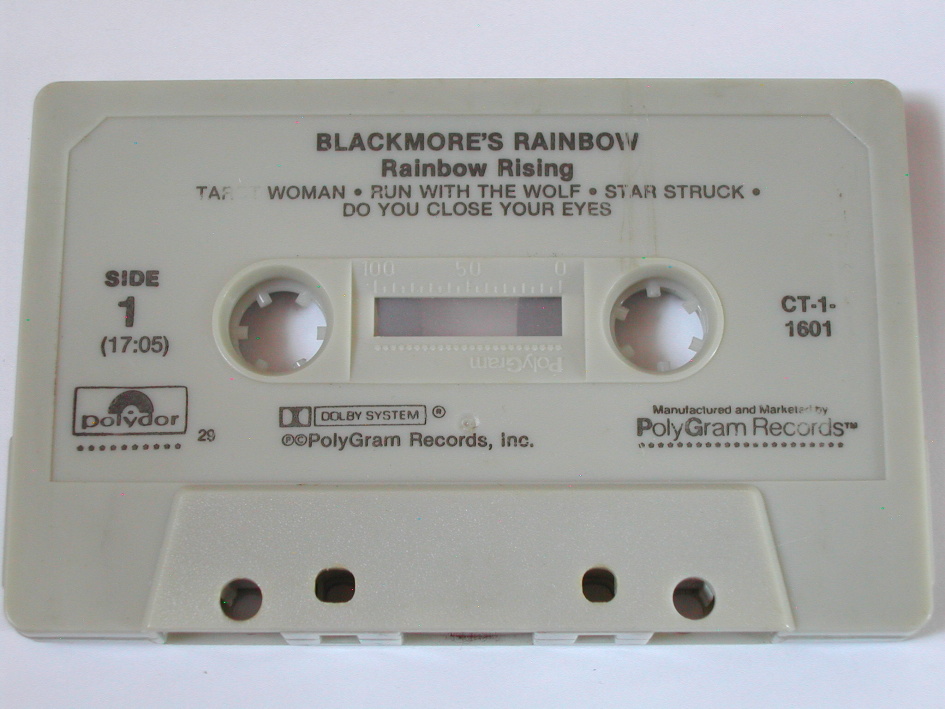 BLACKMORE'S RAINBOW
Rainbow Rising
WOMAN • RUN WITH THE WOLF • STAR STRUCK •
DO YOU CLOSE YOUR EYES
100 50 0
SIDE
1
(17:05)
CT-1-
1601
PolyGram
polydor
29
DOLBY SYSTEM ®
℗©PolyGram Records, Inc.
Manufactured and Marketed by
PolyGram Records™